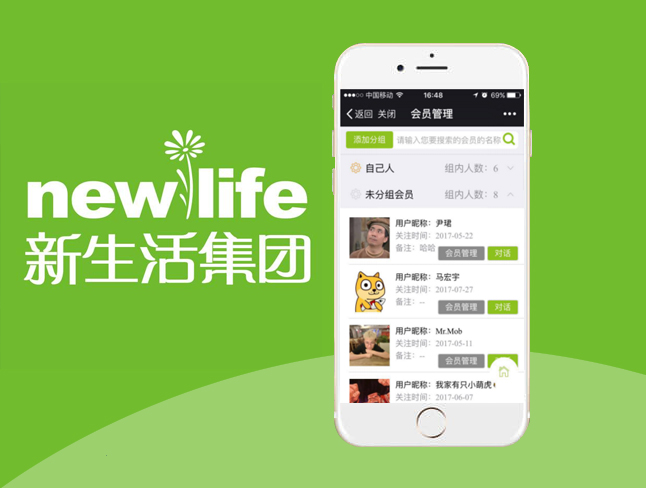 newlife
新生活集团
中国移动
16:48
69%
返回 关闭 会员管理
添加分组 请输入您要搜索的会员的名称
自己人 组内人数：6
未分组会员 组内人数：8
用户昵称：尹珺
关注时间：2017-05-22
备注：哈哈 会员管理 对话
用户昵称：马宏宇
关注时间：2017-07-27
备注：-- 会员管理 对话
用户昵称：Mr.Mob
关注时间：2017-05-11
备注：-- 会员管理
用户昵称：我家有只小萌虎
关注时间：2017-06-07